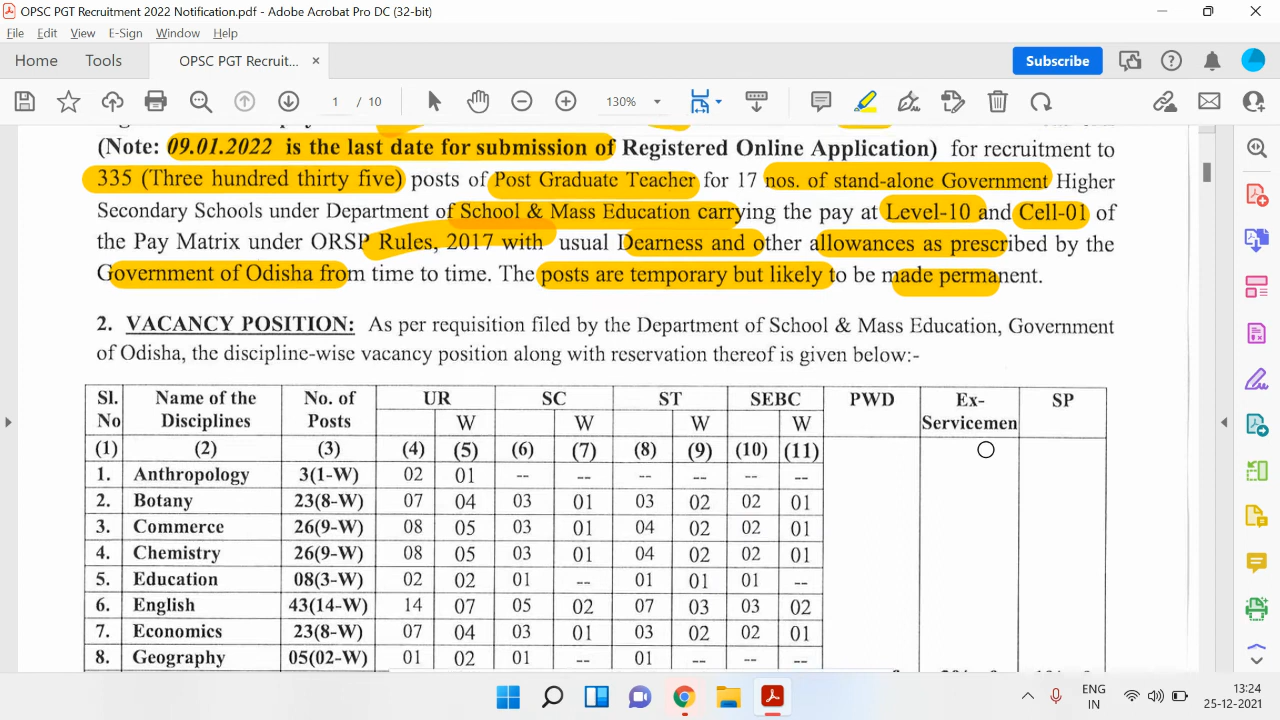 OPSC PGT Recruitment 2022 Notification.pdf - Adobe Acrobat Pro DC (32-bit)
File Edit View E-Sign Window Help
Home Tools OPSC PGT Recruit... × Subscribe
1 / 10 130%
(Note: 09.01.2022 is the last date for submission of Registered Online Application) for recruitment to
335 (Three hundred thirty five) posts of Post Graduate Teacher for 17 nos. of stand-alone Government Higher
Secondary Schools under Department of School & Mass Education carrying the pay at Level-10 and Cell-01 of
the Pay Matrix under ORSP Rules, 2017 with usual Dearness and other allowances as prescribed by the
Government of Odisha from time to time. The posts are temporary but likely to be made permanent.
2. VACANCY POSITION: As per requisition filed by the Department of School & Mass Education, Government
of Odisha, the discipline-wise vacancy position along with reservation thereof is given below:-
Sl. No Name of the Disciplines No. of Posts UR SC ST SEBC PWD Ex-Servicemen SP
W W W W
(1) (2) (3) (4) (5) (6) (7) (8) (9) (10) (11)
1. Anthropology 3(1-W) 02 01 -- -- -- -- -- --
2. Botany 23(8-W) 07 04 03 01 03 02 02 01
3. Commerce 26(9-W) 08 05 03 01 04 02 02 01
4. Chemistry 26(9-W) 08 05 03 01 04 02 02 01
5. Education 08(3-W) 02 02 01 -- 01 01 01 --
6. English 43(14-W) 14 07 05 02 07 03 03 02
7. Economics 23(8-W) 07 04 03 01 03 02 02 01
8. Geography 05(02-W) 01 02 01 -- 01 -- -- --
ENG
IN
13:24
25-12-2021